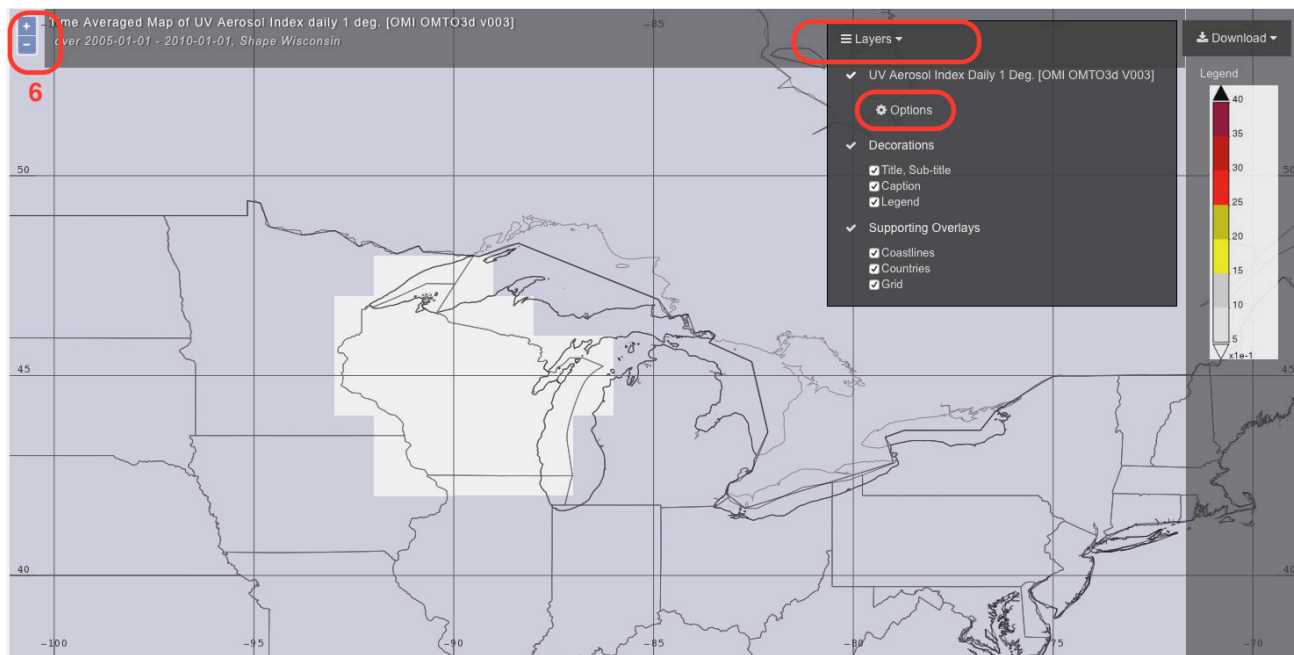 +
−
6
Time Averaged Map of UV Aerosol Index daily 1 deg. [OMI OMTO3d v003]
over 2005-01-01 - 2010-01-01, Shape Wisconsin
-85
Layers
Download
UV Aerosol Index Daily 1 Deg. [OMI OMTO3d V003]
Options
Decorations
Title, Sub-title
Caption
Legend
Supporting Overlays
Coastlines
Countries
Grid
Legend
40
35
30
25
20
15
10
5
x1e-1
50
50
45
45
40
40
-100
-95
-90
-85
-80
-75
-70